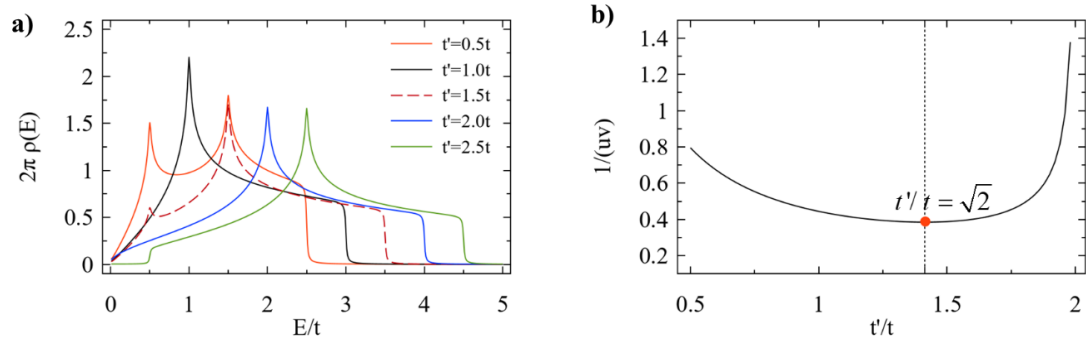 a)
2.5
2
1.5
1
0.5
0
2π ρ(E)
0 1 2 3 4 5
E/t
t'=0.5t
t'=1.0t
t'=1.5t
t'=2.0t
t'=2.5t
b)
1.4
1.2
1
0.8
0.6
0.4
0.2
1/(uv)
t'/t = √2
0.5 1 1.5 2
t'/t